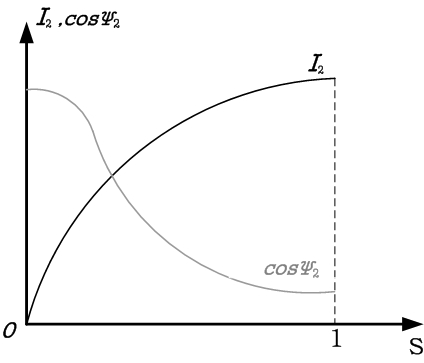 I₂ ,cosΨ₂
I₂
cosΨ₂
0
1
S